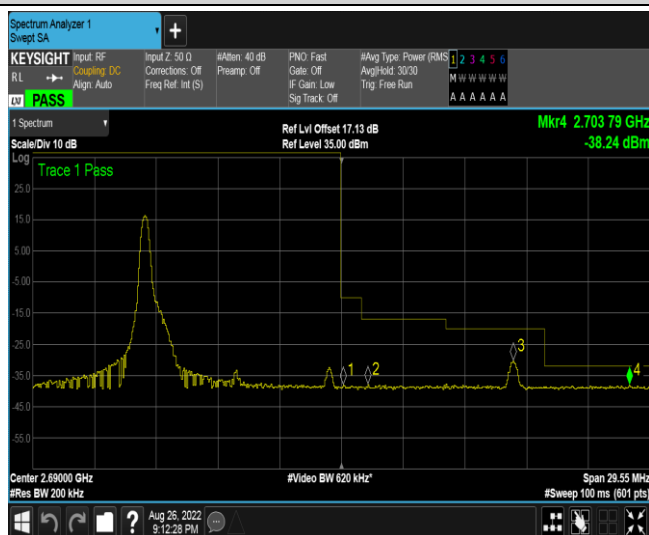 Spectrum Analyzer 1
Swept SA
+
KEYSIGHT
RL
Input: RF
Coupling: DC
Align: Auto
Input Z: 50 Ω
Corrections: Off
Freq Ref: Int (S)
#Atten: 40 dB
Preamp: Off
PNO: Fast
Gate: Off
IF Gain: Low
Sig Track: Off
#Avg Type: Power (RMS
Avg|Hold: 30/30
Trig: Free Run
1 2 3 4 5 6
M W W W W W
A A A A A A
LXI PASS
1 Spectrum
Scale/Div 10 dB
Ref Lvl Offset 17.13 dB
Ref Level 35.00 dBm
Mkr4 2.703 79 GHz
-38.24 dBm
Log
Trace 1 Pass
25.0
15.0
5.00
-5.00
-15.0
-25.0
-35.0
-45.0
-55.0
1
2
3
4
Center 2.69000 GHz
#Res BW 200 kHz
#Video BW 620 kHz*
Span 29.55 MHz
#Sweep 100 ms (601 pts)
?
Aug 26, 2022
9:12:28 PM